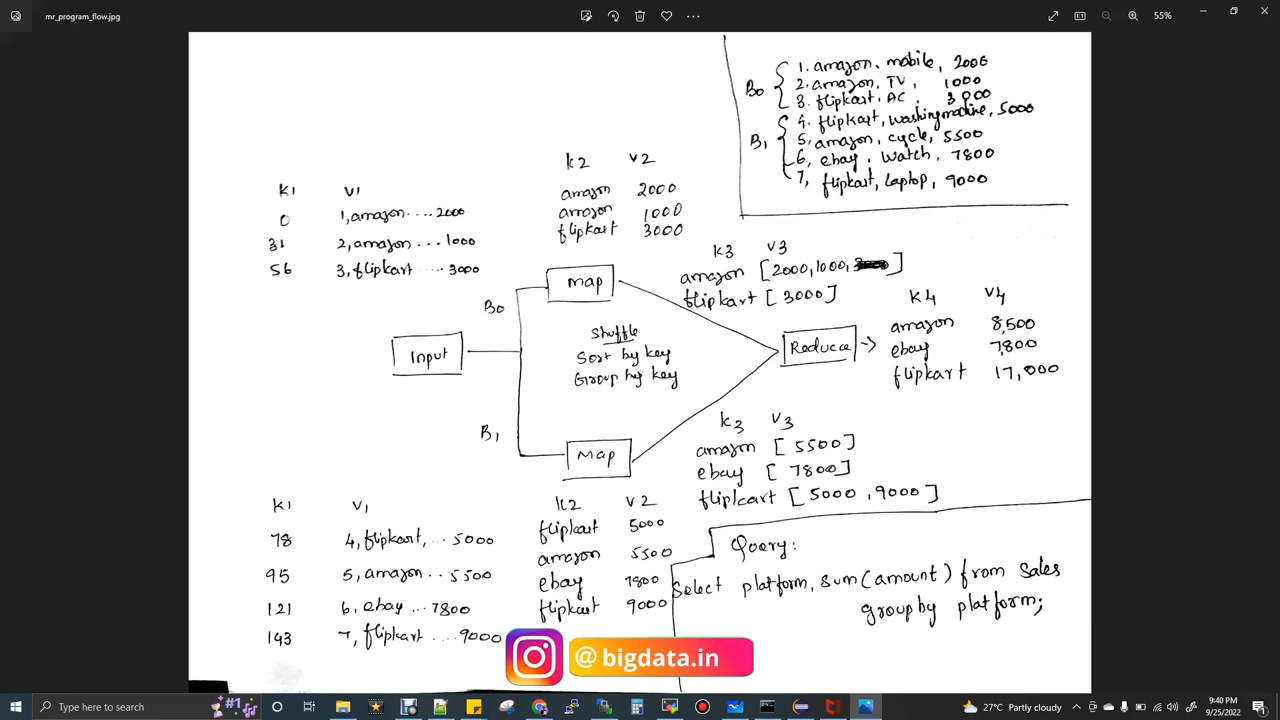 mr_program_flow.jpg
55%
B0
1. amazon, mobile, 2000
2. amazon, TV, 1000
3. flipkart, AC, 3000
B1
4. flipkart, washing machine, 5000
5, amazon, cycle, 5500
6, ebay, watch, 7800
7, flipkart, laptop, 9000
K1 V1
0 1, amazon .... 2000
31 2, amazon ... 1000
56 3, flipkart .... 3000
K2 V2
amazon 2000
amazon 1000
flipkart 3000
K3 V3
amazon [2000, 1000, ]
flipkart [3000]
B0
Map
Input
Shuffle
Sort by key
Group by key
Reducer →
K4 V4
amazon 8,500
ebay 7,800
flipkart 17,000
B1
Map
K3 V3
amazon [5500]
ebay [7800]
flipkart [5000, 9000]
K1 V1
78 4, flipkart, ... 5000
95 5, amazon .. 5500
121 6, ebay ... 7800
143 7, flipkart .... 9000
K2 V2
flipkart 5000
amazon 5500
ebay 7800
flipkart 9000
Query:
Select platform, sum(amount) from sales
group by platform;
@ bigdata.in
Type here to search
#1
27°C Partly cloudy
9:40 PM
9/25/2022